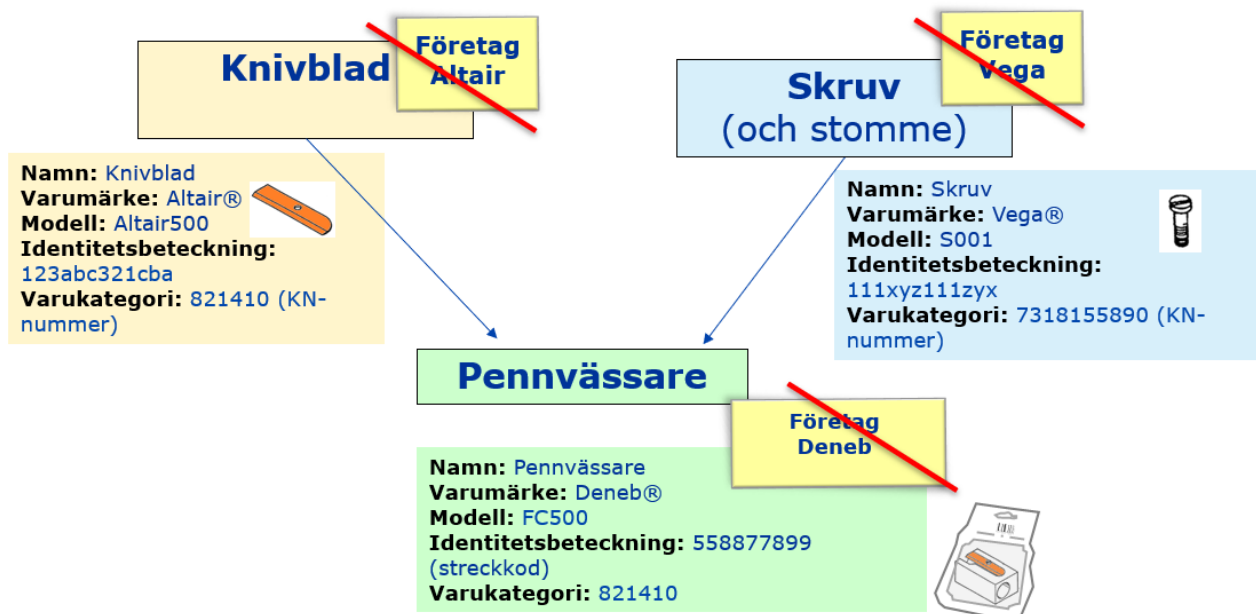 Knivblad
Företag
Altair
Skruv
(och stomme)
Företag
Vega
Namn: Knivblad
Varumärke: Altair®
Modell: Altair500
Identitetsbeteckning:
123abc321cba
Varukategori: 821410 (KN-
nummer)
Namn: Skruv
Varumärke: Vega®
Modell: S001
Identitetsbeteckning:
111xyz111zyx
Varukategori: 7318155890 (KN-
nummer)
Pennvässare
Företag
Deneb
Namn: Pennvässare
Varumärke: Deneb®
Modell: FC500
Identitetsbeteckning: 558877899
(streckkod)
Varukategori: 821410